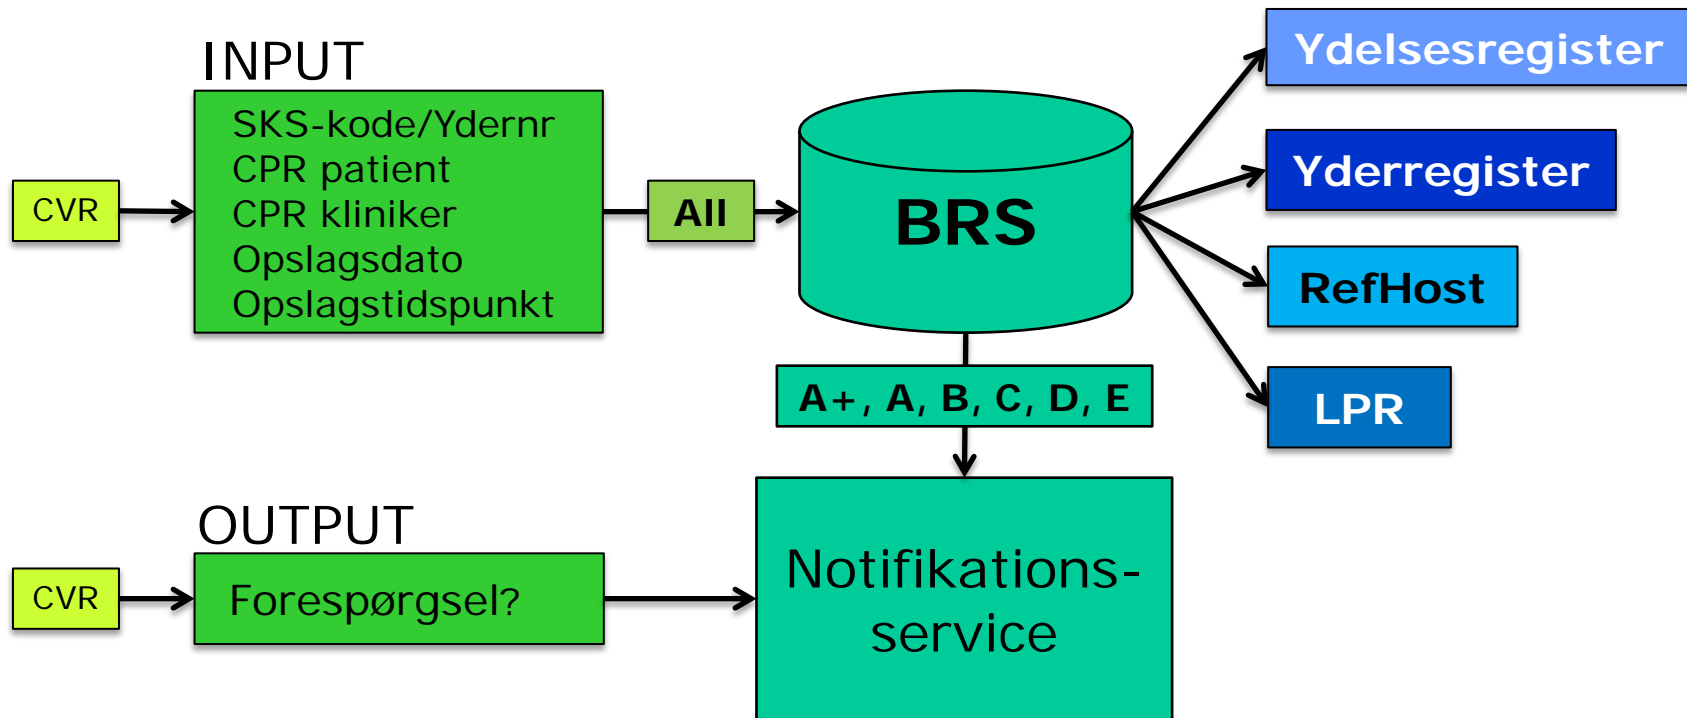 INPUT
CVR
SKS-kode/Ydernr
CPR patient
CPR kliniker
Opslagsdato
Opslagstidspunkt
All
BRS
Ydelsesregister
Yderregister
RefHost
LPR
A+, A, B, C, D, E
OUTPUT
CVR
Forespørgsel?
Notifikations-
service